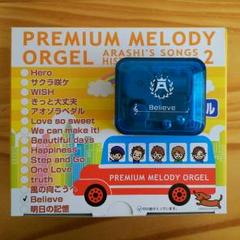 PREMIUM MELODY
ORGEL ARASHI'S SONGS
2
Hero
サクラ咲ケ
WISH
きっと大丈夫
アオゾラペダル
Love so sweet
We can make it!
Beautiful days
Happiness
Step and Go
One Love
truth
風の向こうへ
Believe
明日の記憶
A
Believe
PREMIUM MELODY ORGEL